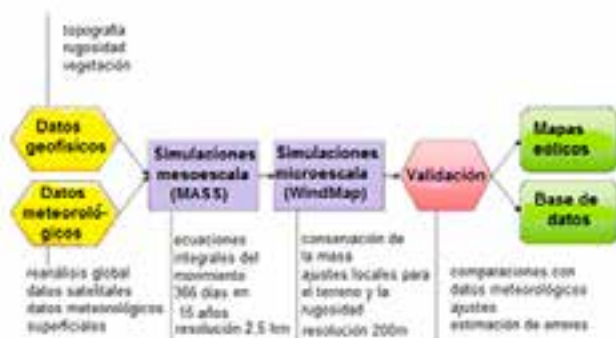 topografía
rugosidad
vegetación
Datos
geofísicos
Datos
meteoroló-
gicos
reanálisis global
datos satelitales
datos meteorológicos
superficiales
Simulaciones
mesoescala
(MASS)
ecuaciones
integrales del
movimiento
366 días en
15 años
resolución 2.5 km
Simulaciones
microescala
(WindMap)
conservación de
la masa
ajustes locales para
el terreno y la
rugosidad
resolución 200m
Validación
comparaciones con
datos meteorológicos
ajustes
estimación de errores
Mapas
eólicos
Base de
datos